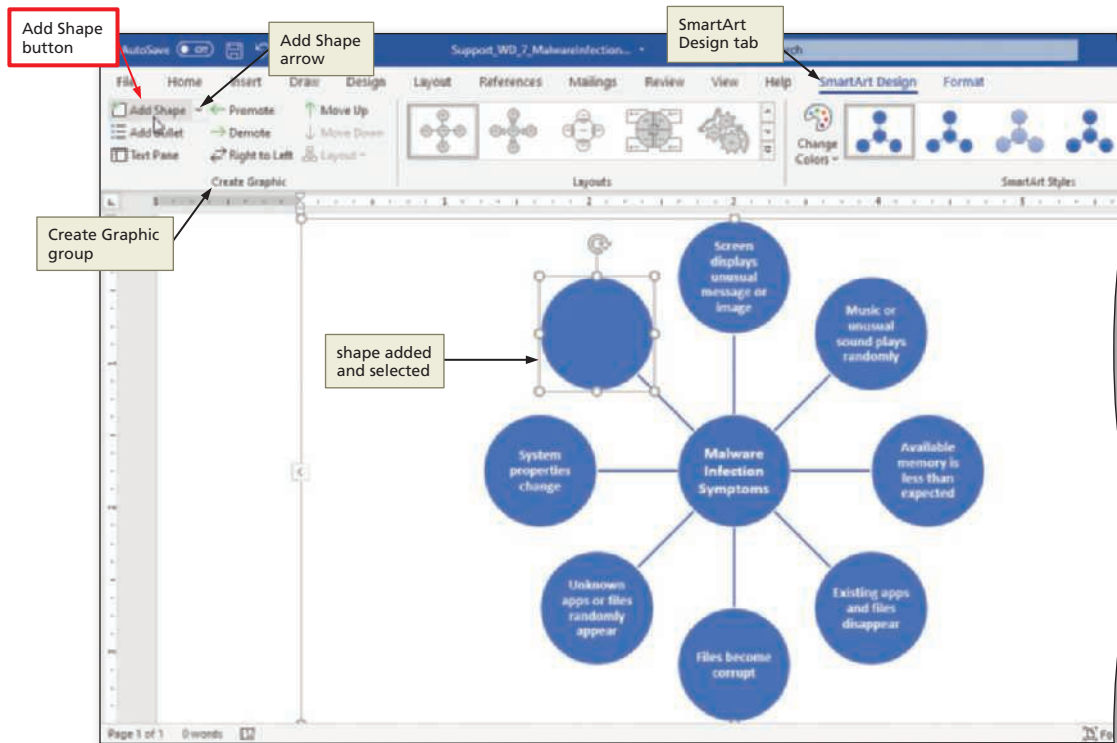 Add Shape
button
Add Shape
arrow
SmartArt
Design tab
AutoSave Off
Support_WD_7_MalwareInfection...
File Home Insert Draw Design Layout References Mailings Review View Help SmartArt Design Format
Add Shape Promote Move Up
Add Bullet Demote Move Down
Text Pane Right to Left Layout
Change
Colors
Create Graphic Layouts SmartArt Styles
Create Graphic
group
shape added
and selected
Screen
displays
unusual
message or
image
Music or
unusual
sound plays
randomly
System
properties
change
Malware
Infection
Symptoms
Available
memory is
less than
expected
Unknown
apps or files
randomly
appear
Existing apps
and files
disappear
Files become
corrupt
Page 1 of 1 0 words